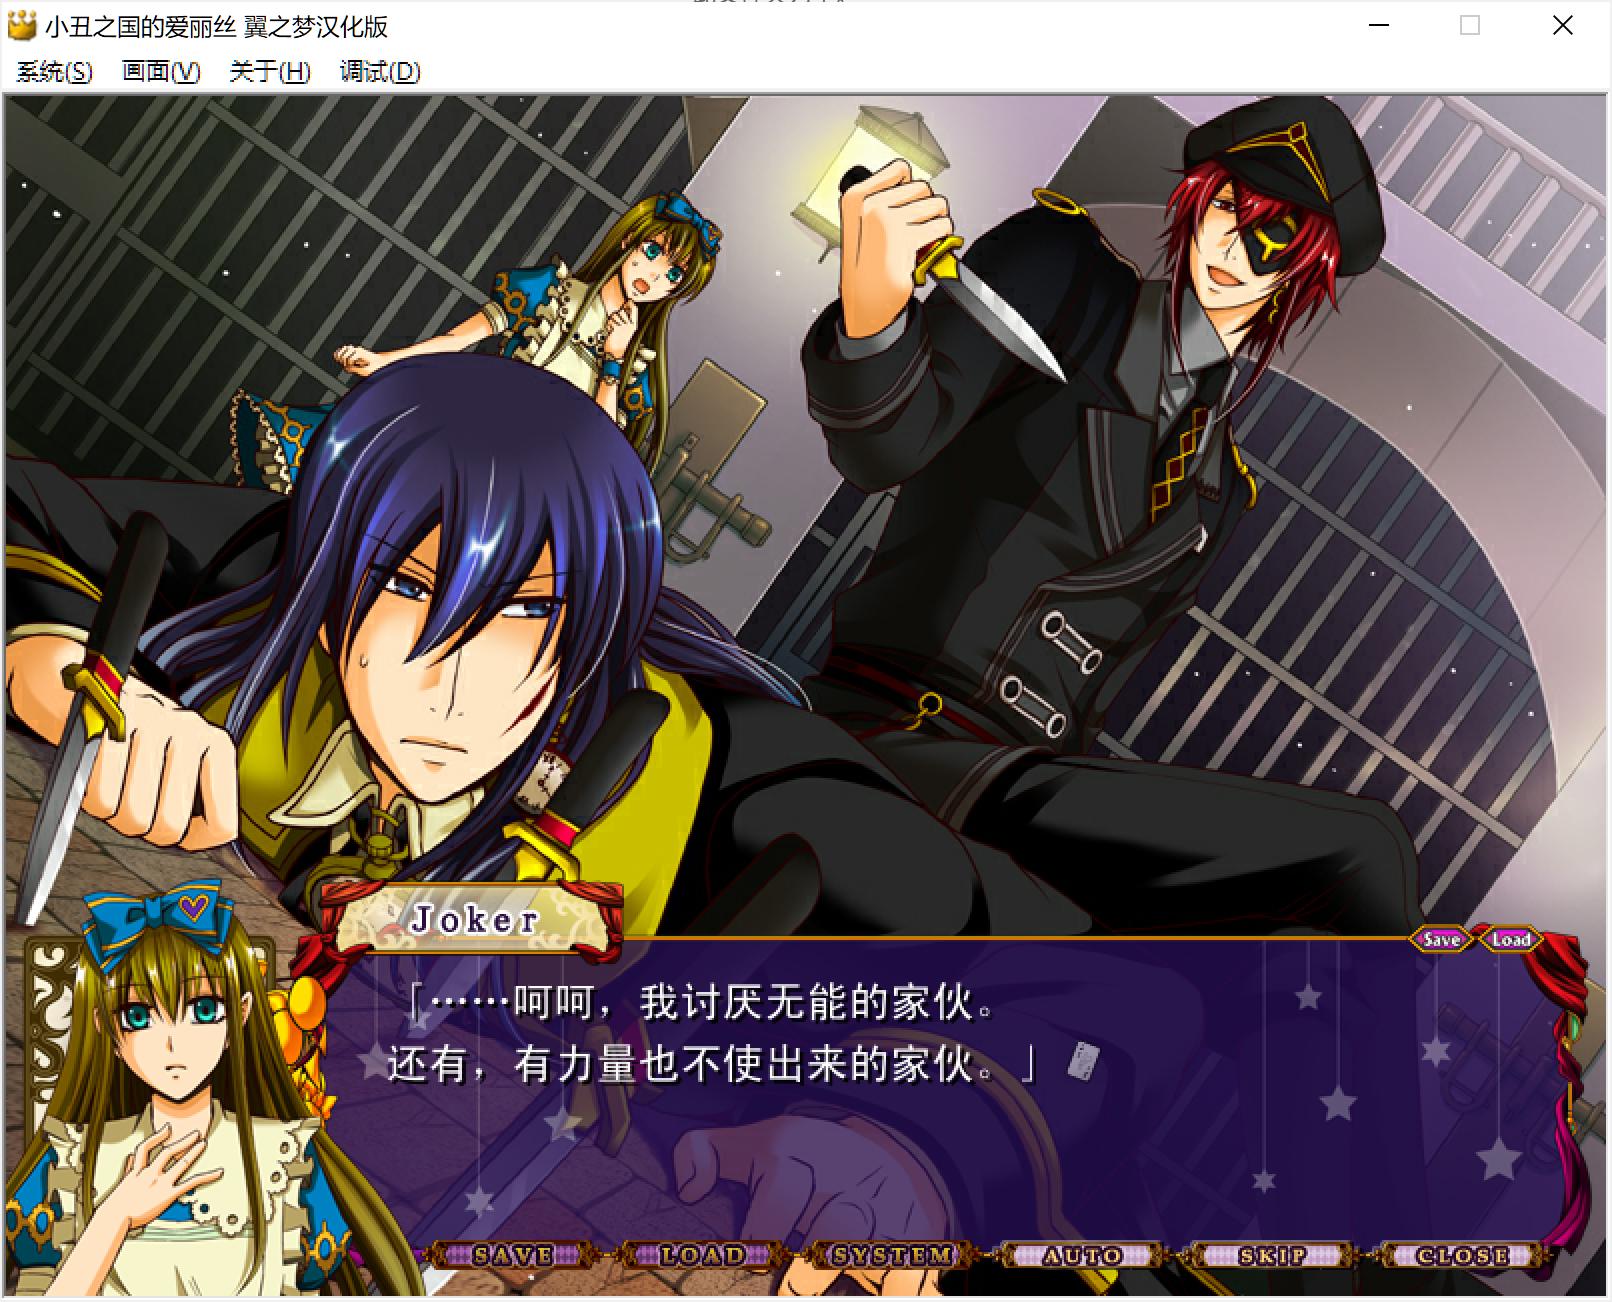 小丑之国的爱丽丝 翼之梦汉化版
系统(S) 画面(V) 关于(H) 调试(D)
Joker
Save Load
「……呵呵，我讨厌无能的家伙。
还有，有力量也不使出来的家伙。」
SAVE LOAD SYSTEM AUTO SKIP CLOSE